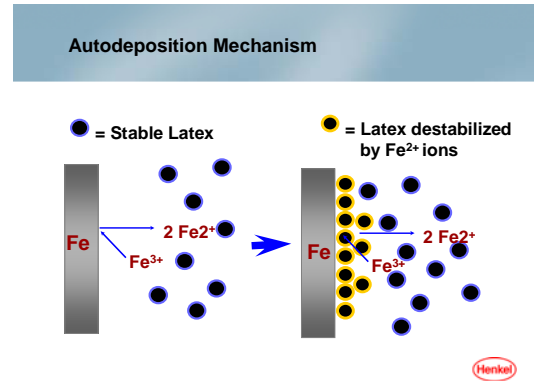 Autodeposition Mechanism
= Stable Latex
= Latex destabilized
by Fe²⁺ ions
Fe
2 Fe2⁺
Fe³⁺
Fe
2 Fe2⁺
Fe³⁺
Henkel